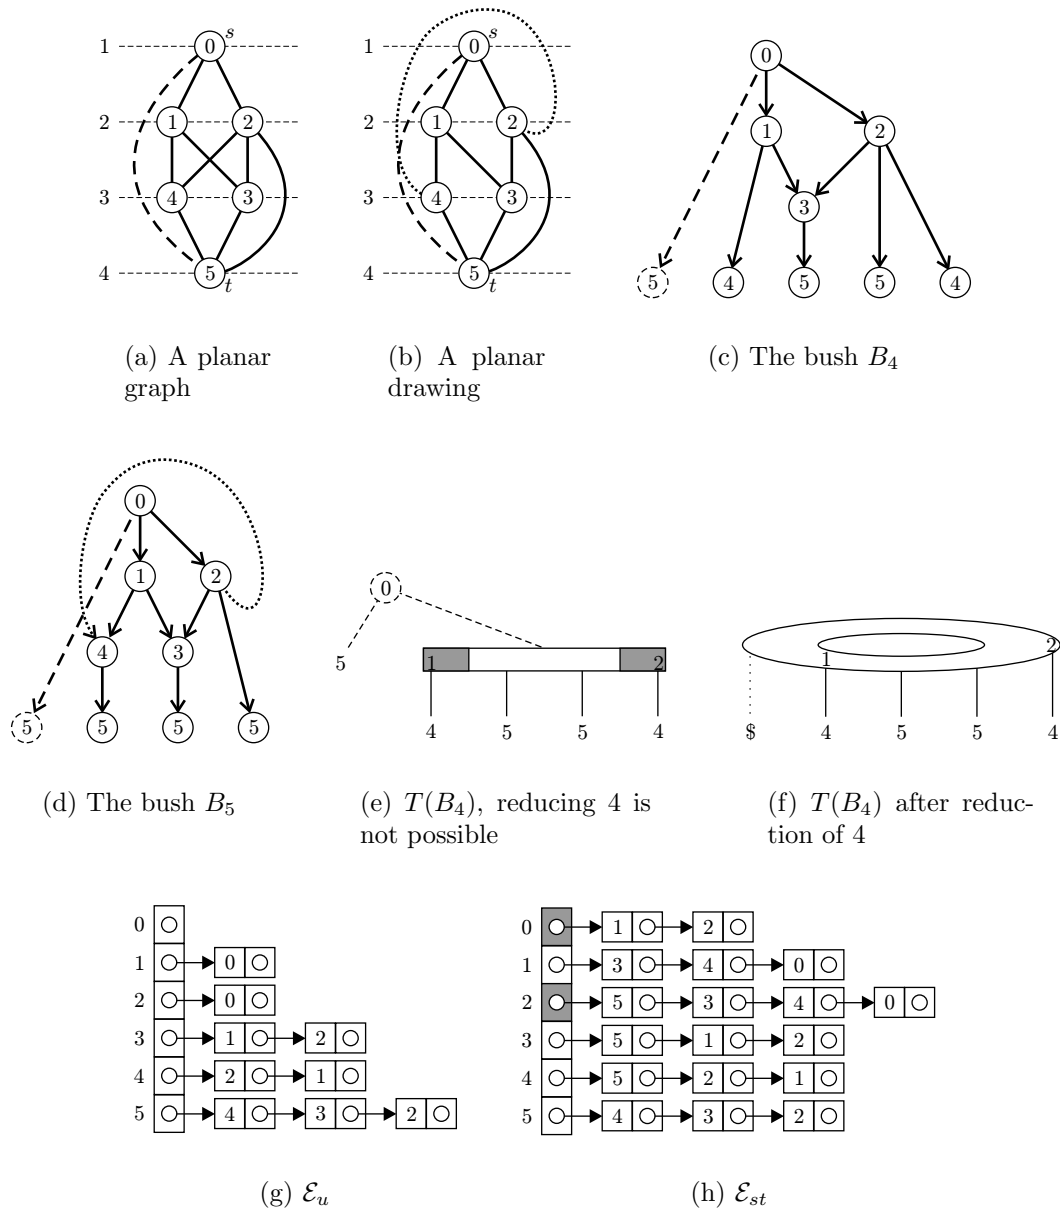 1
0
s
2
1
2
3
4
3
4
5
t
1
0
s
2
1
2
3
4
3
4
5
t
0
1
2
3
5
4
5
5
4
(a) A planar
graph
(b) A planar
drawing
(c) The bush B₄
0
1
2
4
3
5
5
5
5
0
5
1
2
4
5
5
4
1
2
$
4
5
5
4
(d) The bush B₅
(e) T(B₄), reducing 4 is
not possible
(f) T(B₄) after reduc-
tion of 4
0
1 0
2 0
3 1 2
4 2 1
5 4 3 2
0 1 2
1 3 4 0
2 5 3 4 0
3 5 1 2
4 5 2 1
5 4 3 2
(g) ℰᵤ
(h) ℰₛₜ